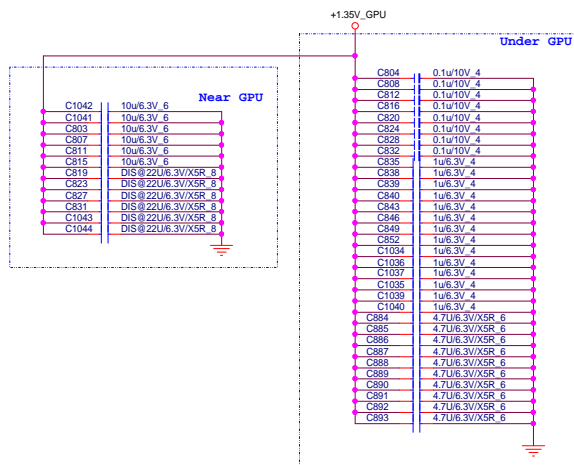 +1.35V_GPU
Under GPU
Near GPU
C1042 10u/6.3V_6
C1041 10u/6.3V_6
C803 10u/6.3V_6
C807 10u/6.3V_6
C811 10u/6.3V_6
C815 10u/6.3V_6
C819 DIS@22U/6.3V/X5R_8
C823 DIS@22U/6.3V/X5R_8
C827 DIS@22U/6.3V/X5R_8
C831 DIS@22U/6.3V/X5R_8
C1043 DIS@22U/6.3V/X5R_8
C1044 DIS@22U/6.3V/X5R_8
C804 0.1u/10V_4
C808 0.1u/10V_4
C812 0.1u/10V_4
C816 0.1u/10V_4
C820 0.1u/10V_4
C824 0.1u/10V_4
C828 0.1u/10V_4
C832 0.1u/10V_4
C835 1u/6.3V_4
C838 1u/6.3V_4
C839 1u/6.3V_4
C840 1u/6.3V_4
C843 1u/6.3V_4
C846 1u/6.3V_4
C849 1u/6.3V_4
C852 1u/6.3V_4
C1034 1u/6.3V_4
C1036 1u/6.3V_4
C1037 1u/6.3V_4
C1035 1u/6.3V_4
C1039 1u/6.3V_4
C1040 1u/6.3V_4
C884 4.7U/6.3V/X5R_6
C885 4.7U/6.3V/X5R_6
C886 4.7U/6.3V/X5R_6
C887 4.7U/6.3V/X5R_6
C888 4.7U/6.3V/X5R_6
C889 4.7U/6.3V/X5R_6
C890 4.7U/6.3V/X5R_6
C891 4.7U/6.3V/X5R_6
C892 4.7U/6.3V/X5R_6
C893 4.7U/6.3V/X5R_6